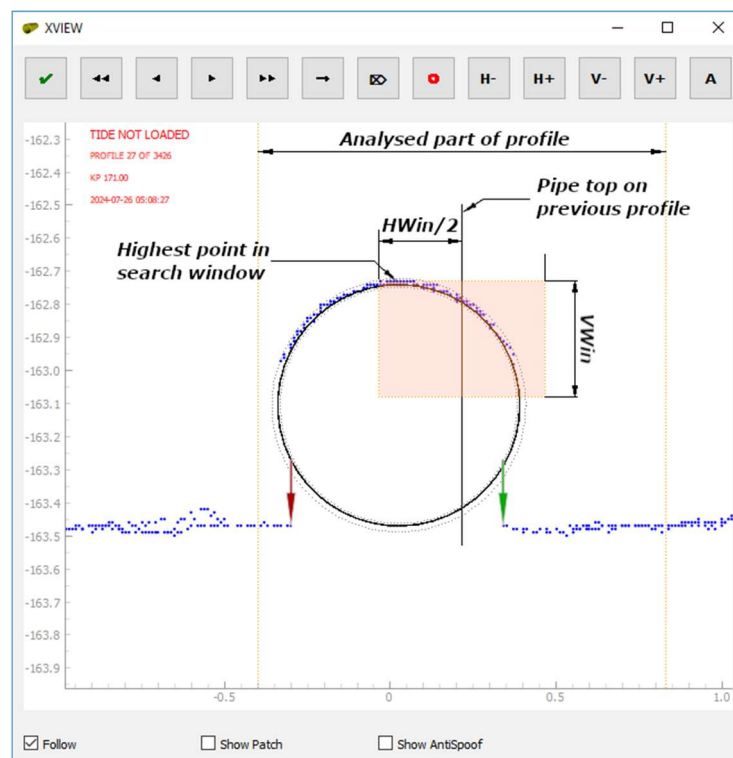 XVIEW
H-
H+
V-
V+
A
TIDE NOT LOADED
PROFILE 27 OF 3426
KP 171.00
2024-07-26 05:08:27
Analysed part of profile
Pipe top on
previous profile
HWin/2
Highest point in
search window
VWin
-162.3
-162.4
-162.5
-162.6
-162.7
-162.8
-162.9
-163.0
-163.1
-163.2
-163.3
-163.4
-163.5
-163.6
-163.7
-163.8
-163.9
-0.5
0
0.5
1.0
Follow
Show Patch
Show AntiSpoof